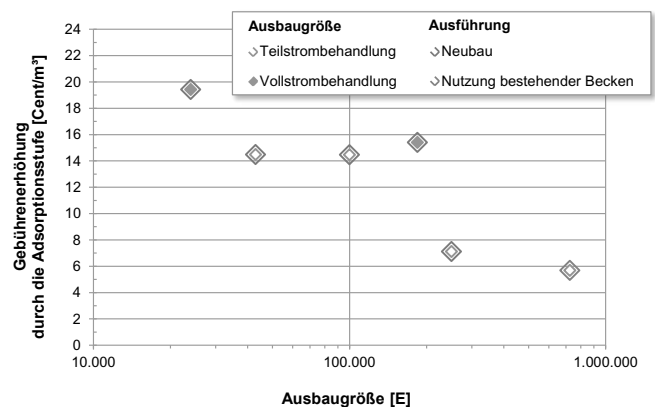 Ausbaugröße Ausführung
Teilstrombehandlung Neubau
Vollstrombehandlung Nutzung bestehender Becken
Gebührenerhöhung
durch die Adsorptionsstufe [Cent/m³]
24
22
20
18
16
14
12
10
8
6
4
2
0
10.000 100.000 1.000.000
Ausbaugröße [E]